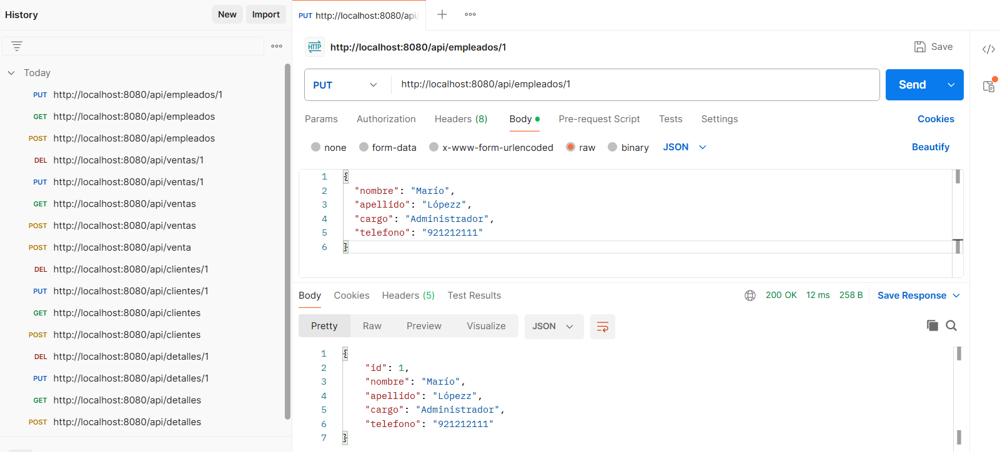 History
New
Import
Today
PUT http://localhost:8080/api/empleados/1
GET http://localhost:8080/api/empleados
POST http://localhost:8080/api/empleados
DEL http://localhost:8080/api/ventas/1
PUT http://localhost:8080/api/ventas/1
GET http://localhost:8080/api/ventas
POST http://localhost:8080/api/ventas
POST http://localhost:8080/api/venta
DEL http://localhost:8080/api/clientes/1
PUT http://localhost:8080/api/clientes/1
GET http://localhost:8080/api/clientes
POST http://localhost:8080/api/clientes
DEL http://localhost:8080/api/detalles/1
PUT http://localhost:8080/api/detalles/1
GET http://localhost:8080/api/detalles
POST http://localhost:8080/api/detalles
PUT http://localhost:8080/api/
HTTP http://localhost:8080/api/empleados/1
Save
PUT http://localhost:8080/api/empleados/1
Send
Params Authorization Headers (8) Body Pre-request Script Tests Settings Cookies
none form-data x-www-form-urlencoded raw binary JSON Beautify
1 {
2 "nombre": "Marío",
3 "apellido": "Lópezz",
4 "cargo": "Administrador",
5 "telefono": "921212111"
6 }
Body Cookies Headers (5) Test Results 200 OK 12 ms 258 B Save Response
Pretty Raw Preview Visualize JSON
1 {
2 "id": 1,
3 "nombre": "Marío",
4 "apellido": "Lópezz",
5 "cargo": "Administrador",
6 "telefono": "921212111"
7 }